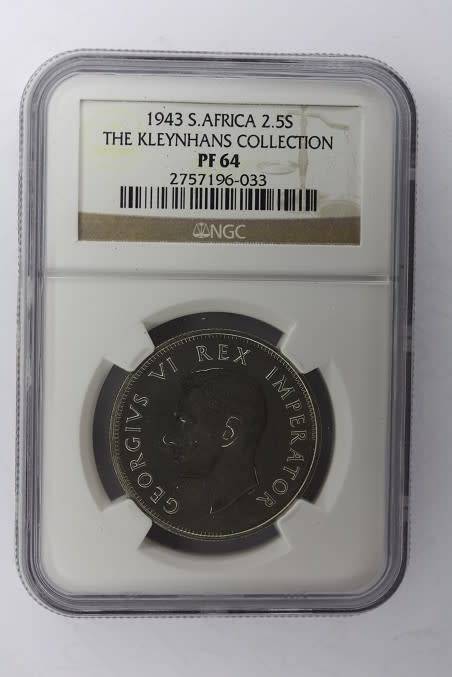 1943 S.AFRICA 2.5S
THE KLEYNHANS COLLECTION
PF 64
2757196-033
NGC
GEORGIVS VI REX IMPERATOR